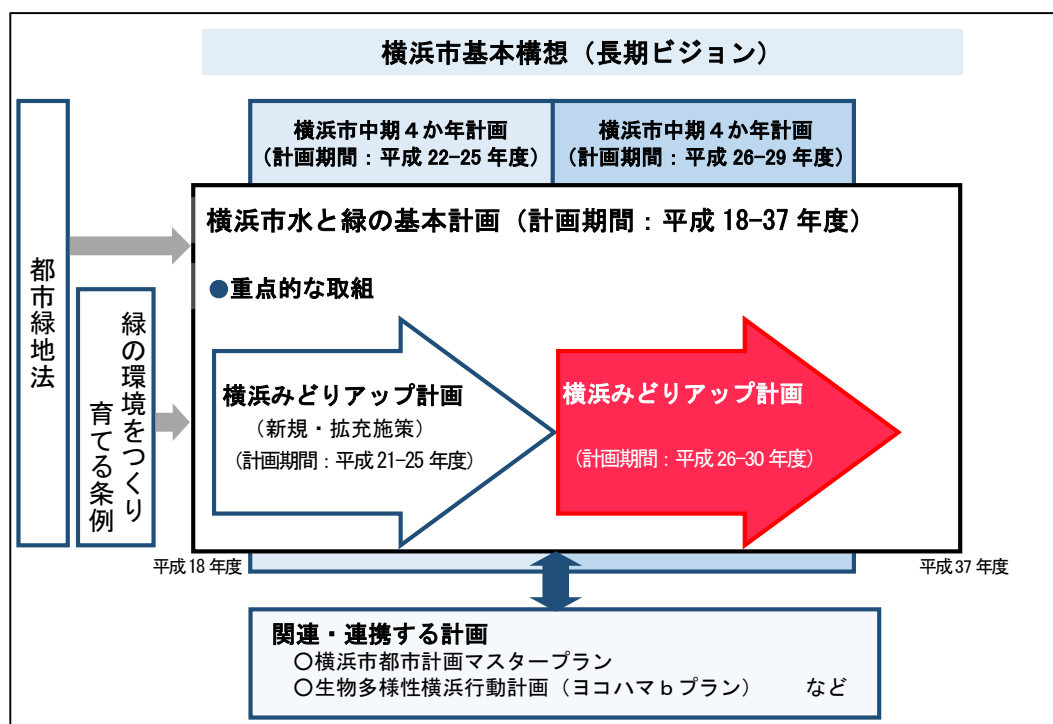 横浜市基本構想（長期ビジョン）
横浜市中期４か年計画
（計画期間：平成 22-25 年度）
横浜市中期４か年計画
（計画期間：平成 26-29 年度）
都市緑地法
緑の環境をつくり
育てる条例
横浜市水と緑の基本計画（計画期間：平成 18-37 年度）
●重点的な取組
横浜みどりアップ計画
（新規・拡充施策）
（計画期間：平成 21-25 年度）
横浜みどりアップ計画
（計画期間：平成 26-30 年度）
平成 18 年度
平成 37 年度
関連・連携する計画
○横浜市都市計画マスタープラン
○生物多様性横浜行動計画（ヨコハマｂプラン）　　など